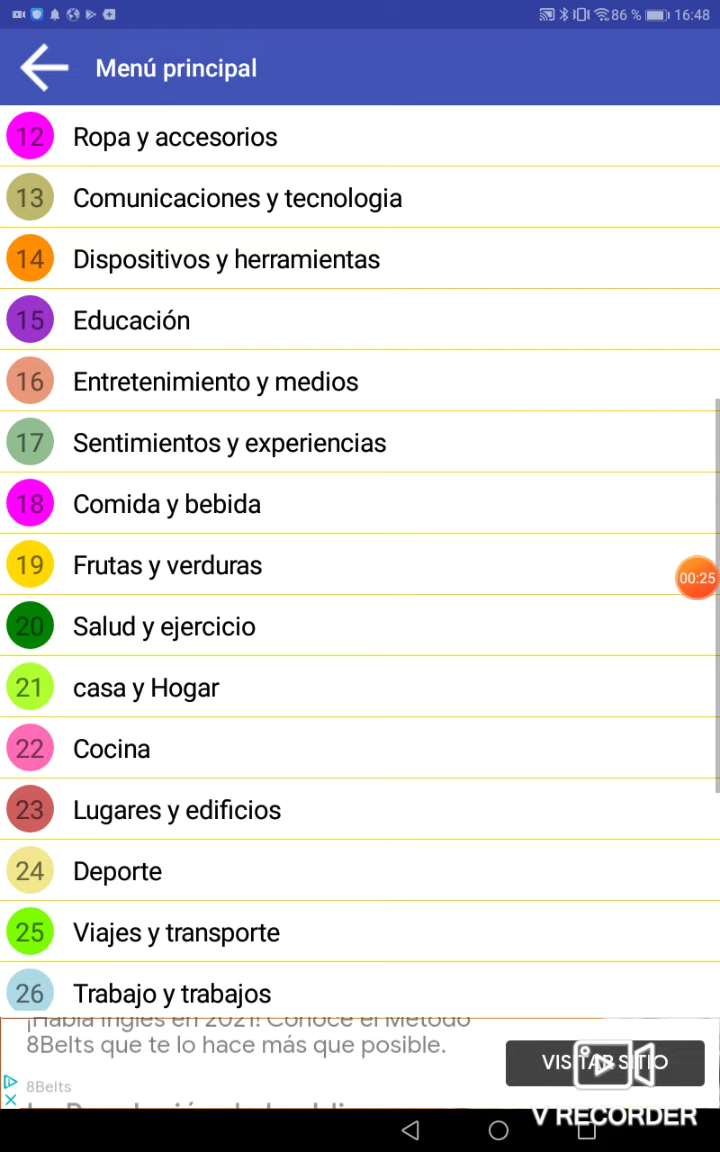 86 % 16:48
Menú principal
12 Ropa y accesorios
13 Comunicaciones y tecnologia
14 Dispositivos y herramientas
15 Educación
16 Entretenimiento y medios
17 Sentimientos y experiencias
18 Comida y bebida
19 Frutas y verduras
00:25
20 Salud y ejercicio
21 casa y Hogar
22 Cocina
23 Lugares y edificios
24 Deporte
25 Viajes y transporte
26 Trabajo y trabajos
¡Habla inglés en 2021! Conoce el Método
8Belts que te lo hace más que posible.
VISITAR SITIO
8Belts
V RECORDER